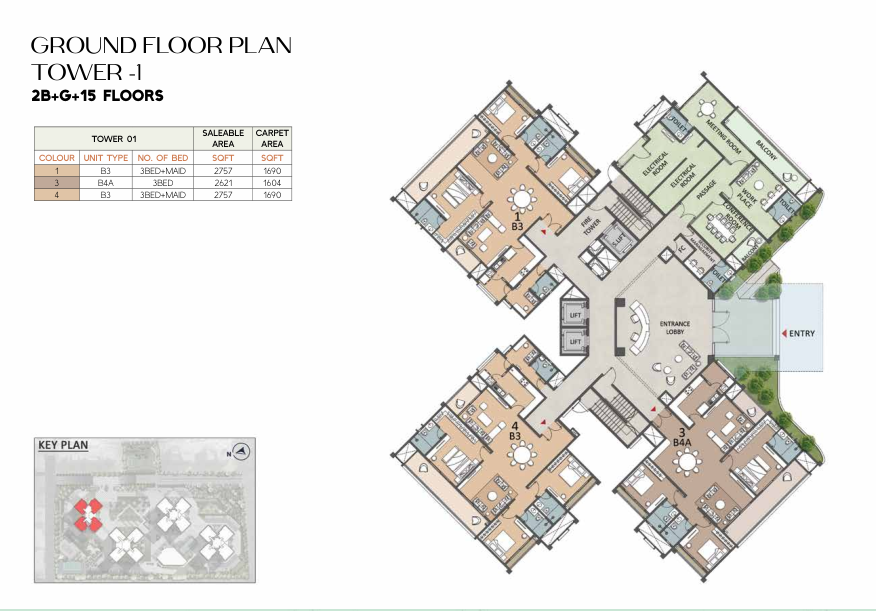 GROUND FLOOR PLAN
TOWER -1
2B+G+15 FLOORS
TOWER 01 SALEABLE AREA CARPET AREA
COLOUR UNIT TYPE NO. OF BED SQFT SQFT
1 B3 3BED+MAID 2757 1690
3 B4A 3BED 2621 1604
4 B3 3BED+MAID 2757 1690
MEETING ROOM
TOILET
BALCONY
ELECTRICAL ROOM
ELECTRICAL ROOM
PASSAGE
WORK PLACE
TOILET
CONFERENCE ROOM
BALCONY
1
B3
FIRE TOWER
S.LIFT
FC
TOILET
LIFT
LIFT
ENTRANCE
LOBBY
ENTRY
4
B3
3
B4A
KEY PLAN
N